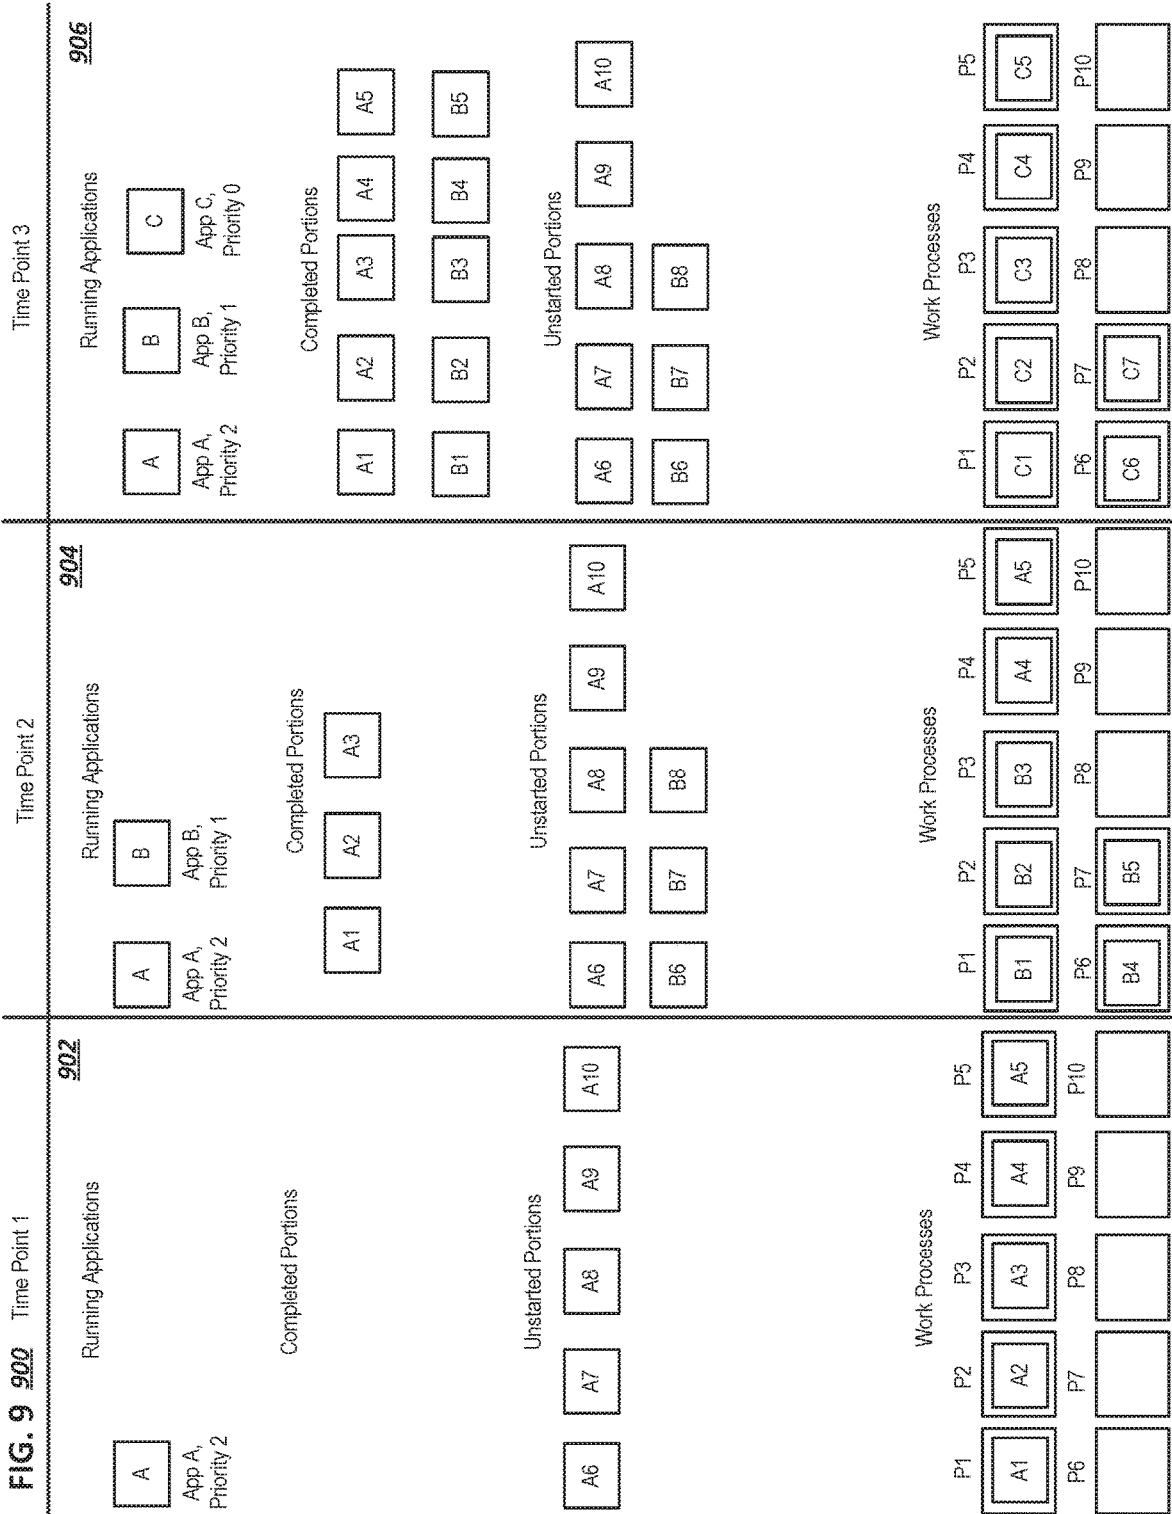 FIG. 9 900 Time Point 1
902
Running Applications
A
App A,
Priority 2
Completed Portions
Unstarted Portions
A6 A7 A8 A9 A10
Work Processes
P1 P2 P3 P4 P5
A1 A2 A3 A4 A5
P6 P7 P8 P9 P10
Time Point 2
904
Running Applications
A B
App A, App B,
Priority 2 Priority 1
Completed Portions
A1 A2 A3
Unstarted Portions
A6 A7 A8 A9 A10
B6 B7 B8
Work Processes
P1 P2 P3 P4 P5
B1 B2 B3 A4 A5
P6 P7 P8 P9 P10
B4 B5
Time Point 3
906
Running Applications
A B C
App A, App B, App C,
Priority 2 Priority 1 Priority 0
Completed Portions
A1 A2 A3 A4 A5
B1 B2 B3 B4 B5
Unstarted Portions
A6 A7 A8 A9 A10
B6 B7 B8
Work Processes
P1 P2 P3 P4 P5
C1 C2 C3 C4 C5
P6 P7 P8 P9 P10
C6 C7